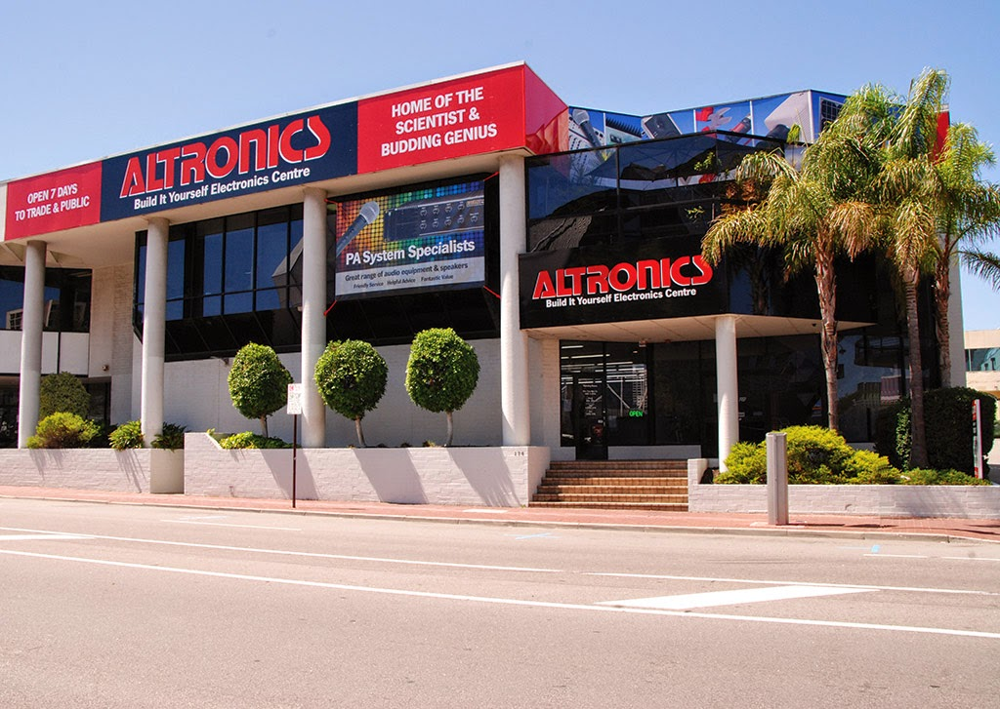 OPEN 7 DAYS
TO TRADE & PUBLIC
ALTRONICS
Build It Yourself Electronics Centre
HOME OF THE
SCIENTIST &
BUDDING GENIUS
PA System Specialists
Great range of audio equipment & speakers
Friendly Service Helpful Advice Fantastic Value
ALTRONICS
Build It Yourself Electronics Centre
OPEN
174